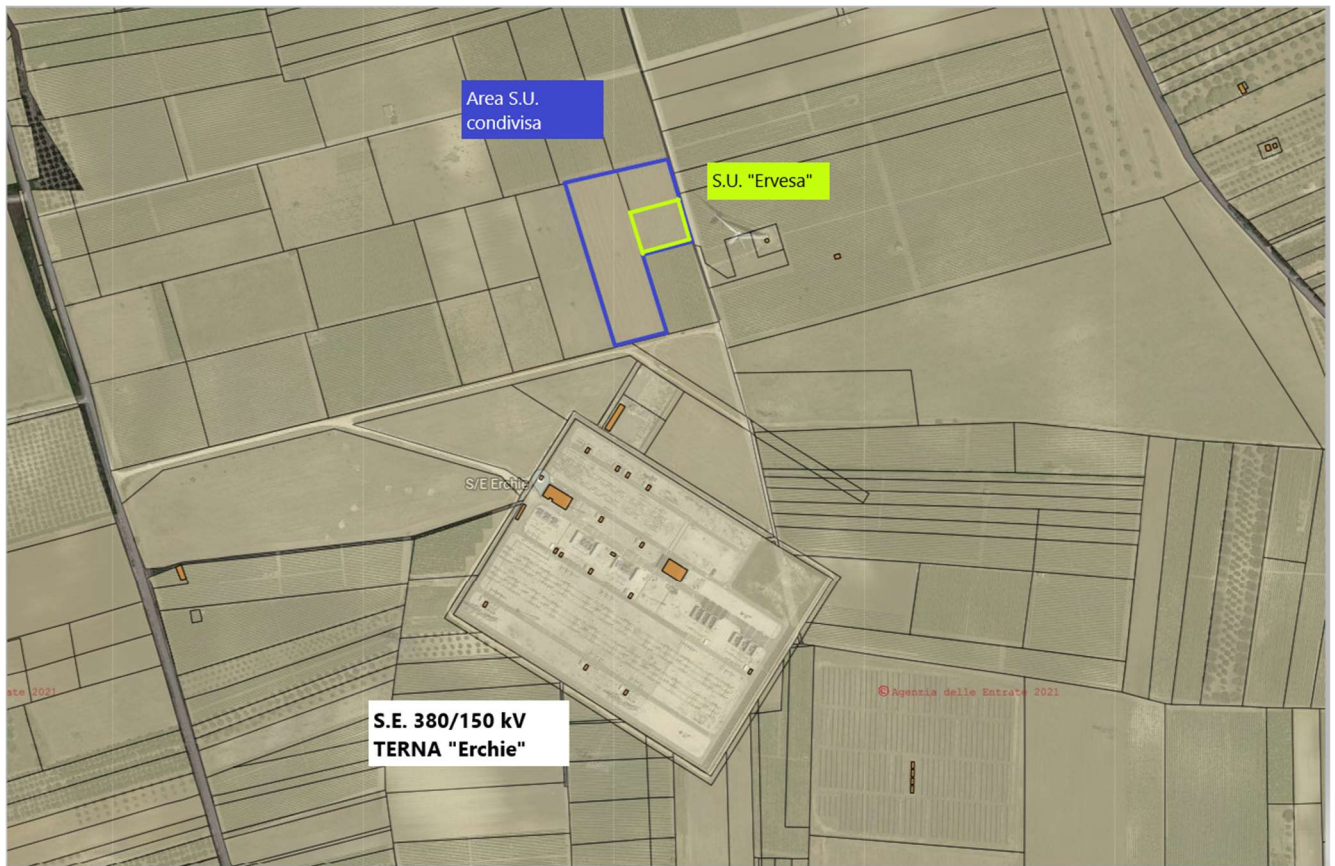 Area S.U.
condivisa
S.U. "Ervesa"
S/E Erchie
ate 2021
© Agenzia delle Entrate 2021
S.E. 380/150 kV
TERNA "Erchie"